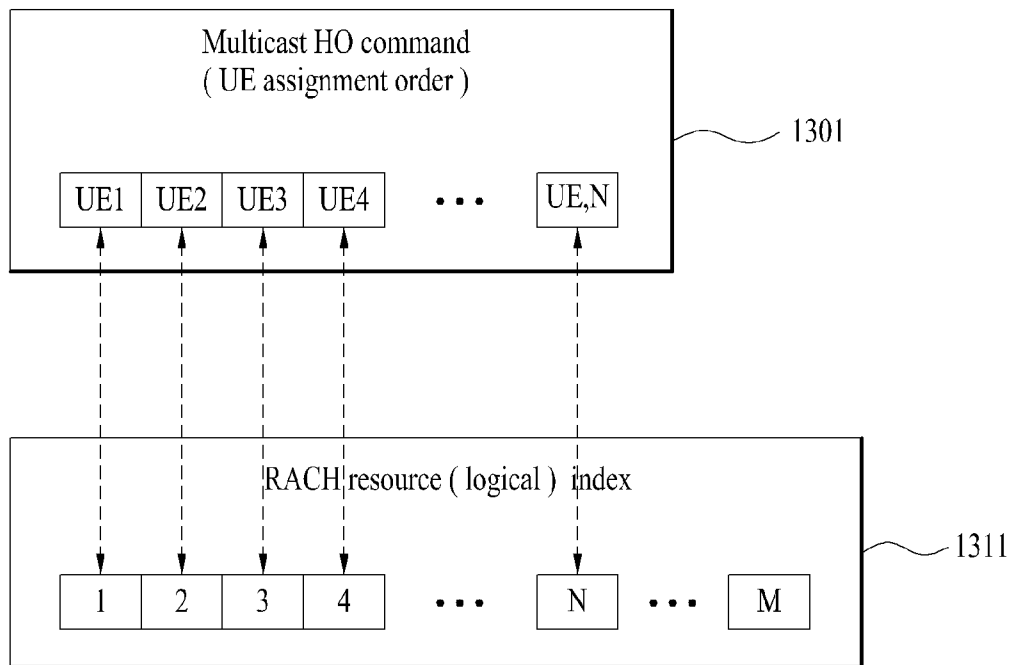 Multicast HO command
( UE assignment order )
1301
UE1 UE2 UE3 UE4 ••• UE,N
RACH resource ( logical ) index
1311
1 2 3 4 ••• N ••• M